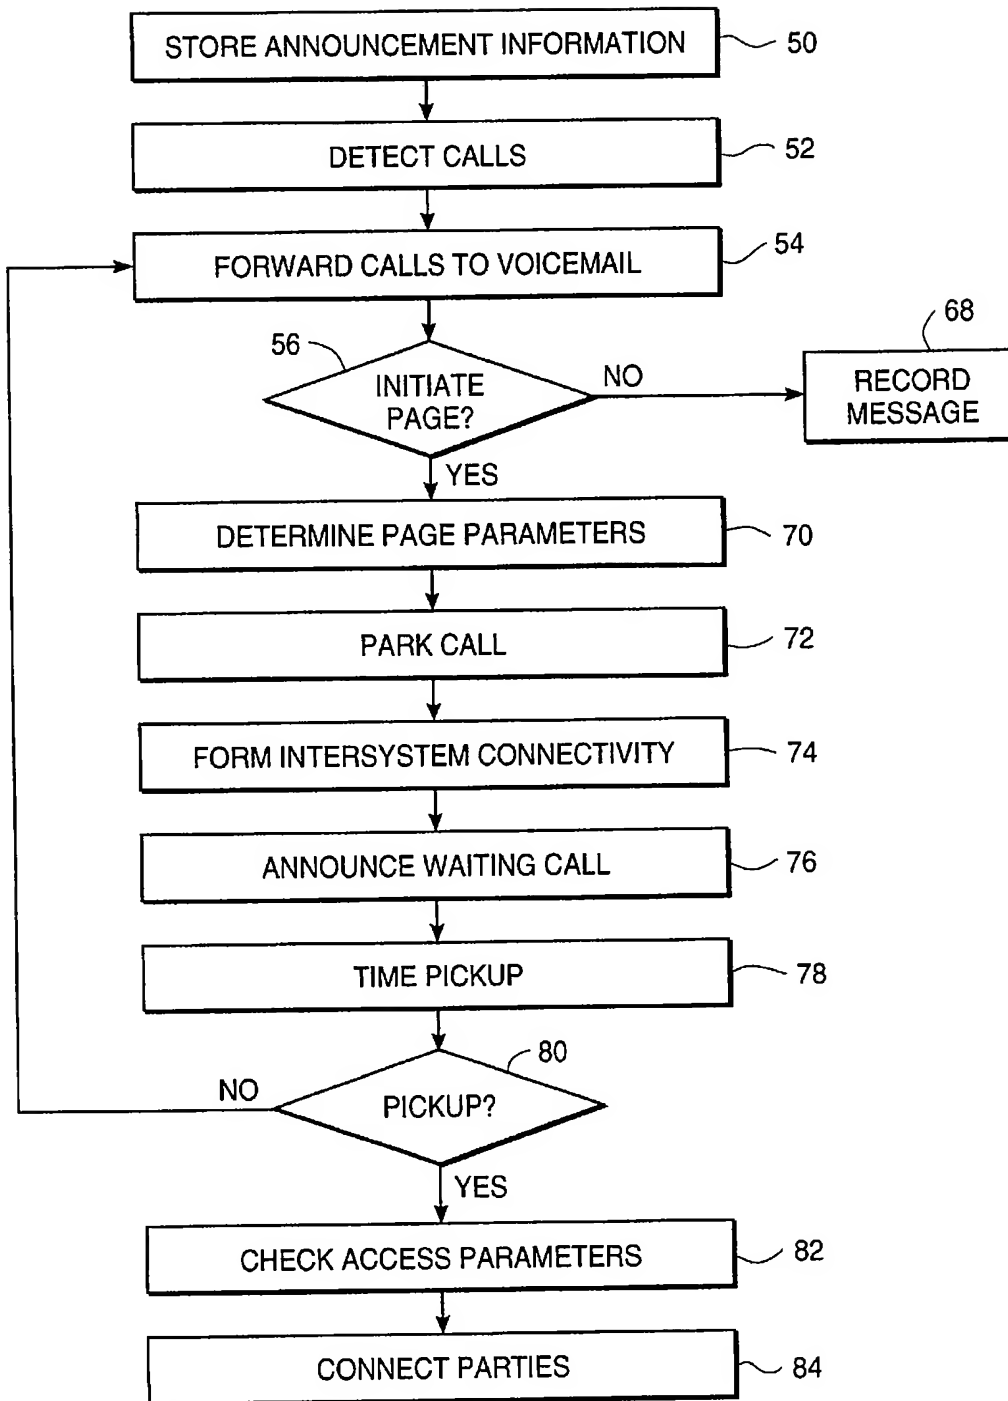 STORE ANNOUNCEMENT INFORMATION
50
DETECT CALLS
52
FORWARD CALLS TO VOICEMAIL
54
56
INITIATE
PAGE?
NO
68
RECORD
MESSAGE
YES
DETERMINE PAGE PARAMETERS
70
PARK CALL
72
FORM INTERSYSTEM CONNECTIVITY
74
ANNOUNCE WAITING CALL
76
TIME PICKUP
78
80
NO
PICKUP?
YES
CHECK ACCESS PARAMETERS
82
CONNECT PARTIES
84